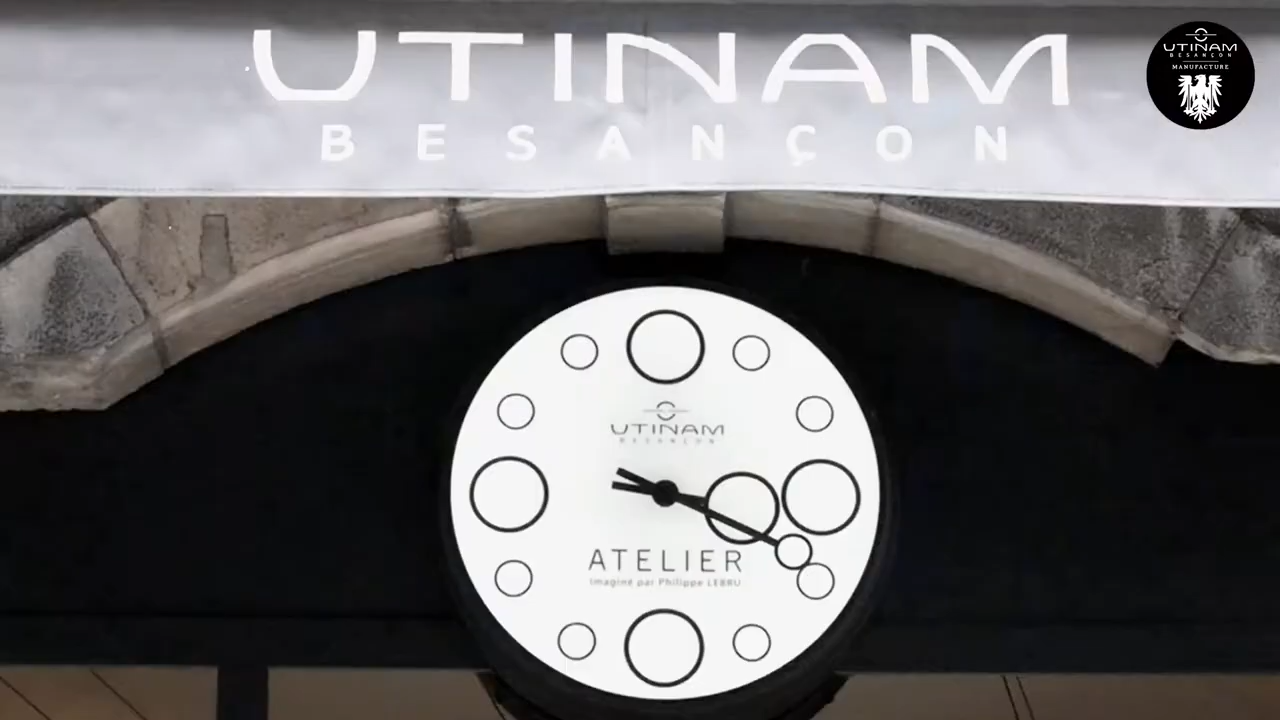 UTINAM
BESANÇON
UTINAM
BESANÇON
MANUFACTURE
UTINAM
BESANÇON
ATELIER
Imaginé par Philippe LEBRU